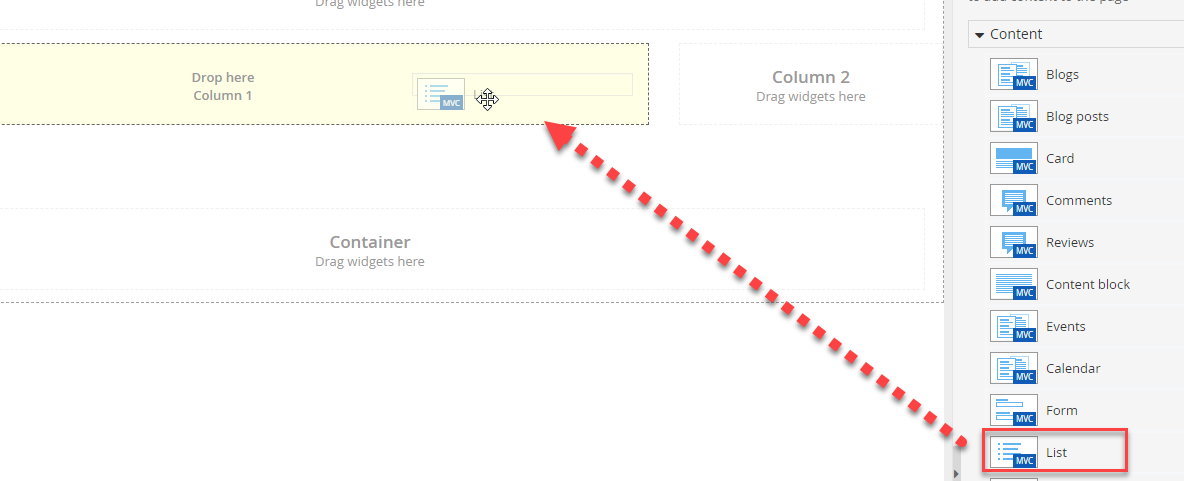 Drag widgets here
Drop here
Column 1
MVC
Column 2
Drag widgets here
Container
Drag widgets here
to add content to the page
Content
MVC
Blogs
MVC
Blog posts
MVC
Card
MVC
Comments
MVC
Reviews
MVC
Content block
MVC
Events
MVC
Calendar
MVC
Form
MVC
List